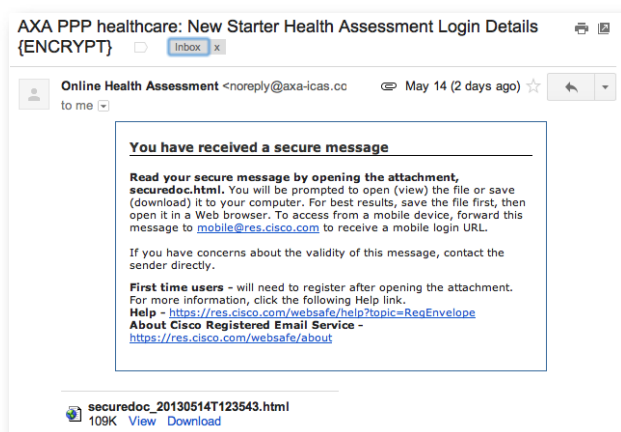 AXA PPP healthcare: New Starter Health Assessment Login Details
{ENCRYPT} Inbox x
Online Health Assessment <noreply@axa-icas.cc May 14 (2 days ago)
to me
You have received a secure message
Read your secure message by opening the attachment,
securedoc.html. You will be prompted to open (view) the file or save
(download) it to your computer. For best results, save the file first, then
open it in a Web browser. To access from a mobile device, forward this
message to mobile@res.cisco.com to receive a mobile login URL.
If you have concerns about the validity of this message, contact the
sender directly.
First time users - will need to register after opening the attachment.
For more information, click the following Help link.
Help - https://res.cisco.com/websafe/help?topic=RegEnvelope
About Cisco Registered Email Service -
https://res.cisco.com/websafe/about
securedoc_20130514T123543.html
109K View Download